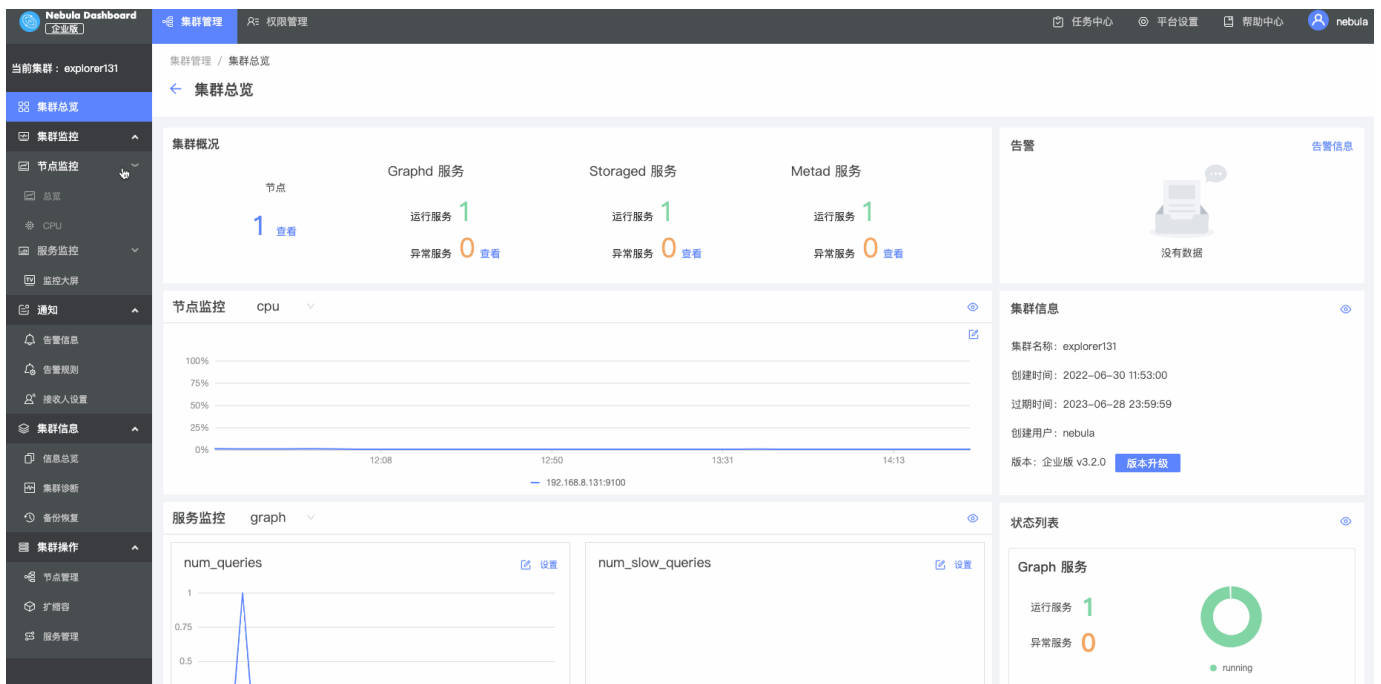 Nebula Dashboard
企业版
集群管理
权限管理
任务中心
平台设置
帮助中心
nebula
当前集群：explorer131
集群总览
集群监控
节点监控
总览
CPU
服务监控
监控大屏
通知
告警信息
告警规则
接收人设置
集群信息
信息总览
集群诊断
备份恢复
集群操作
节点管理
扩缩容
服务管理
集群管理 / 集群总览
← 集群总览
集群概况
节点
1 查看
Graphd 服务
运行服务 1
异常服务 0 查看
Storaged 服务
运行服务 1
异常服务 0 查看
Metad 服务
运行服务 1
异常服务 0 查看
告警
告警信息
没有数据
节点监控 cpu
100%
75%
50%
25%
0%
12:08 12:50 13:31 14:13
192.168.8.131:9100
集群信息
集群名称：explorer131
创建时间：2022-06-30 11:53:00
过期时间：2023-06-28 23:59:59
创建用户：nebula
版本：企业版 v3.2.0 版本升级
服务监控 graph
num_queries 设置
1
0.75
0.5
num_slow_queries 设置
状态列表
Graph 服务
运行服务 1
异常服务 0
running